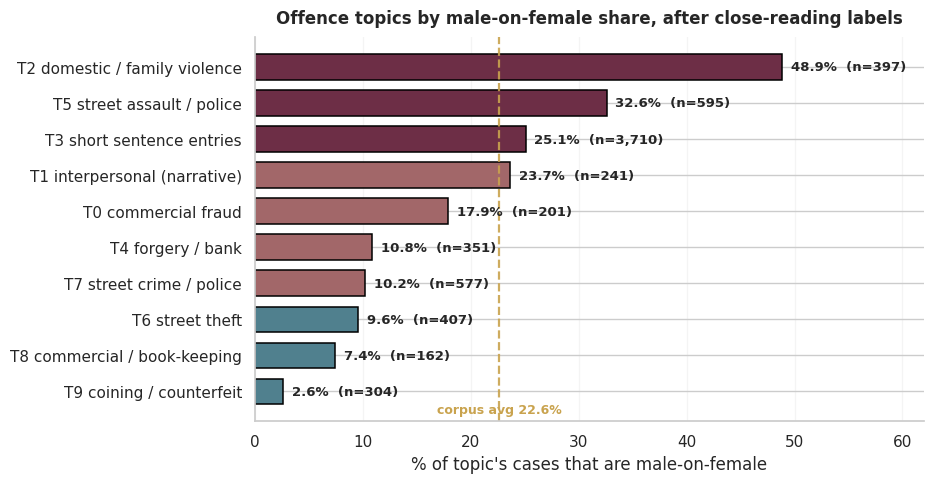 Offence topics by male-on-female share, after close-reading labels
T2 domestic / family violence 48.9% (n=397)
T5 street assault / police 32.6% (n=595)
T3 short sentence entries 25.1% (n=3,710)
T1 interpersonal (narrative) 23.7% (n=241)
T0 commercial fraud 17.9% (n=201)
T4 forgery / bank 10.8% (n=351)
T7 street crime / police 10.2% (n=577)
T6 street theft 9.6% (n=407)
T8 commercial / book-keeping 7.4% (n=162)
T9 coining / counterfeit 2.6% (n=304)
corpus avg 22.6%
0 10 20 30 40 50 60
% of topic's cases that are male-on-female